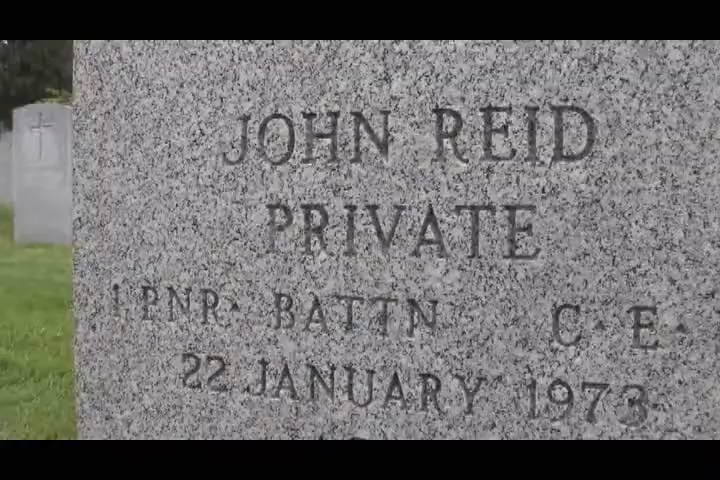 JOHN REID
PRIVATE
1 PNR· BATTN C·E·
22 JANUARY 1973